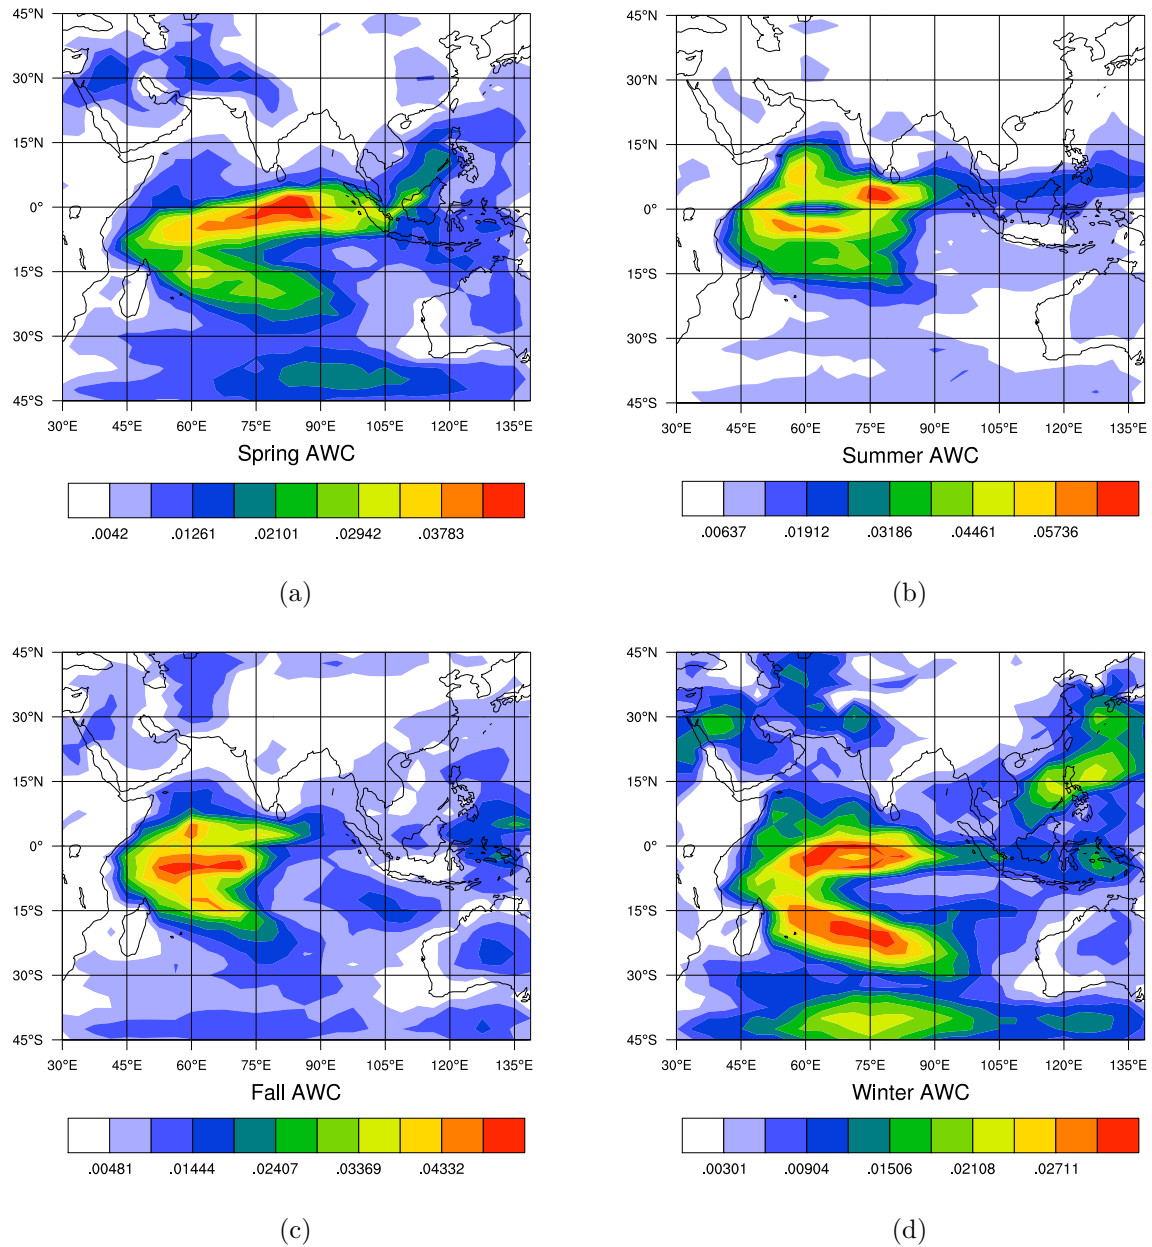 45°N
30°N
15°N
0°
15°S
30°S
45°S
30°E 45°E 60°E 75°E 90°E 105°E 120°E 135°E
Spring AWC
.0042 .01261 .02101 .02942 .03783
(a)
45°N
30°N
15°N
0°
15°S
30°S
45°S
30°E 45°E 60°E 75°E 90°E 105°E 120°E 135°E
Summer AWC
.00637 .01912 .03186 .04461 .05736
(b)
45°N
30°N
15°N
0°
15°S
30°S
45°S
30°E 45°E 60°E 75°E 90°E 105°E 120°E 135°E
Fall AWC
.00481 .01444 .02407 .03369 .04332
(c)
45°N
30°N
15°N
0°
15°S
30°S
45°S
30°E 45°E 60°E 75°E 90°E 105°E 120°E 135°E
Winter AWC
.00301 .00904 .01506 .02108 .02711
(d)